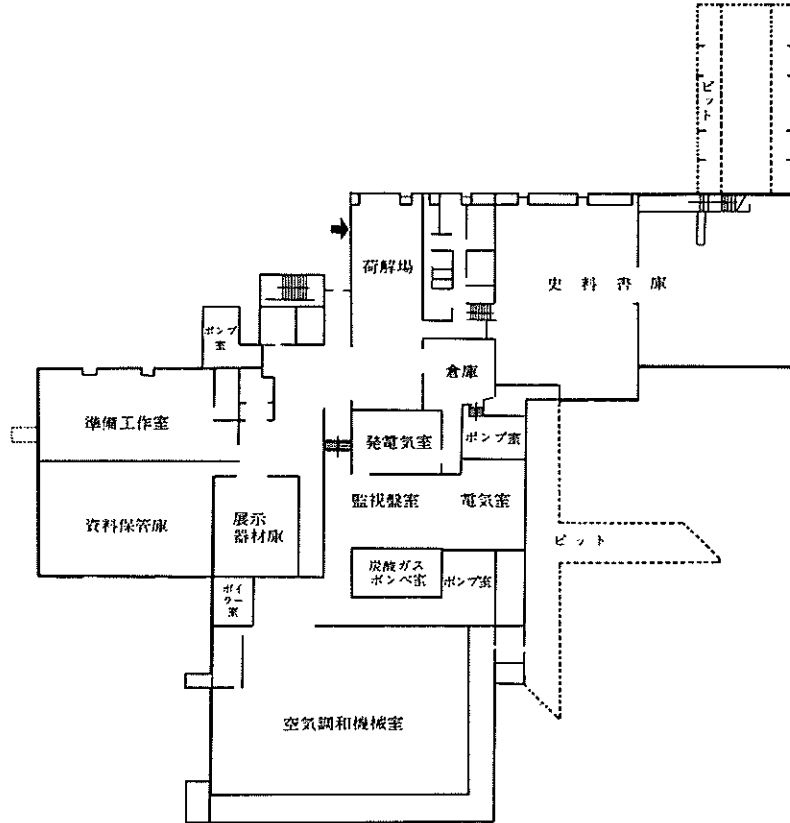 ピット
荷解場
史料書庫
ポンプ
室
倉庫
準備工作室
発電気室
ポンプ室
監視盤室
電気室
資料保管庫
展示
器材庫
ピット
炭酸ガス
ボンベ室
ポンプ室
ボイ
ラー
室
空気調和機械室